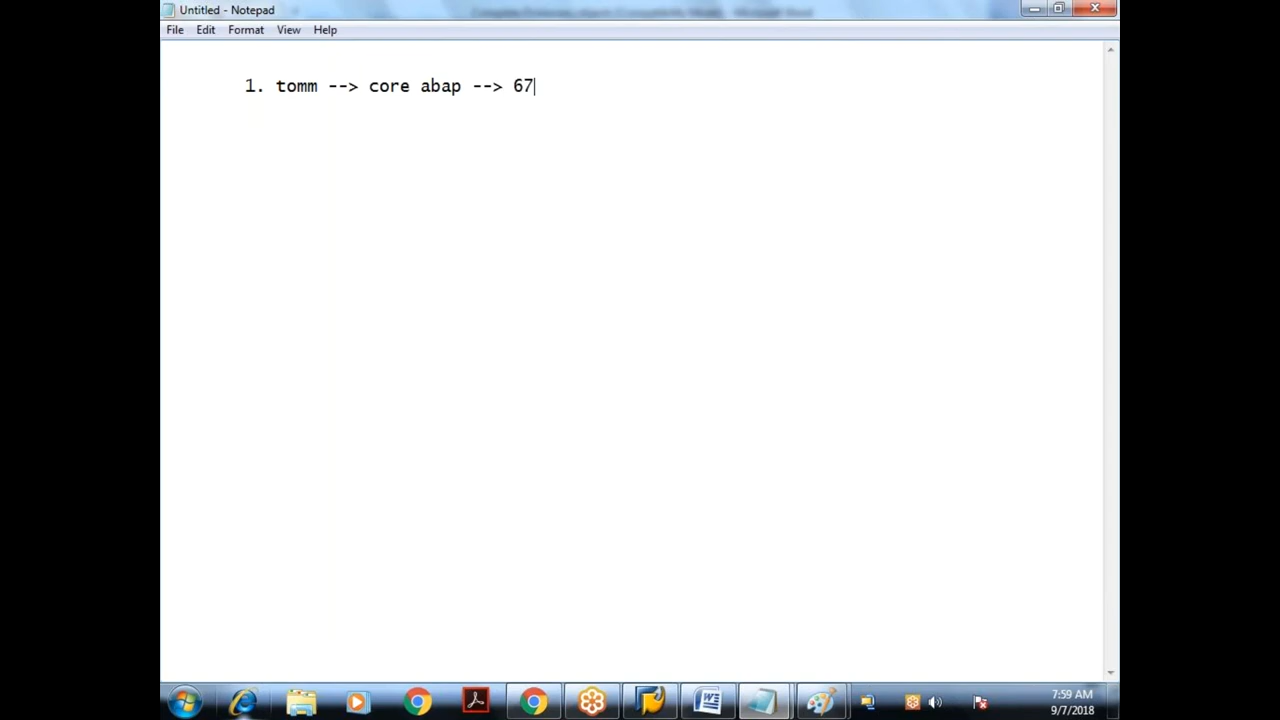 Untitled - Notepad
File Edit Format View Help
1. tomm --> core abap --> 67
7:59 AM
9/7/2018